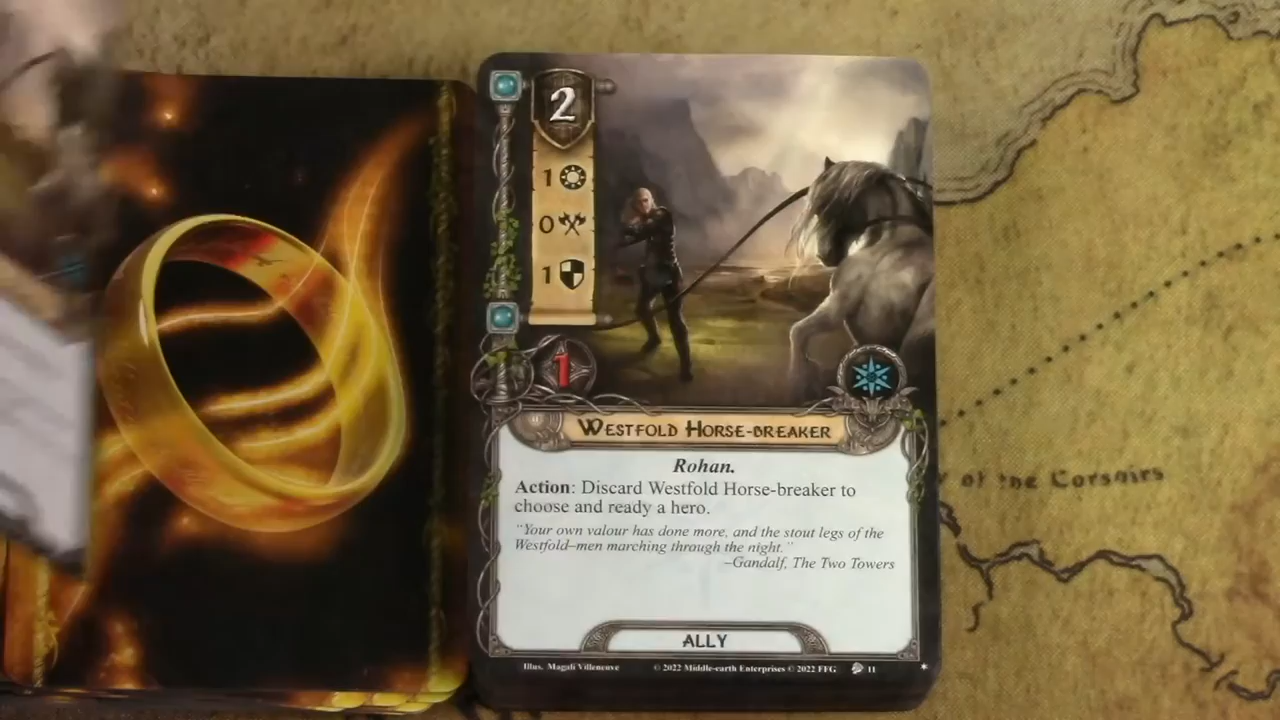 2
1
0
1
1
WESTFOLD HORSE-BREAKER
Rohan.
Action: Discard Westfold Horse-breaker to
choose and ready a hero.
"Your own valour has done more, and the stout legs of the
Westfold–men marching through the night."
–Gandalf, The Two Towers
ALLY
Illus. Magali Villeneuve © 2022 Middle-earth Enterprises © 2022 FFG 11
of the Corsairs